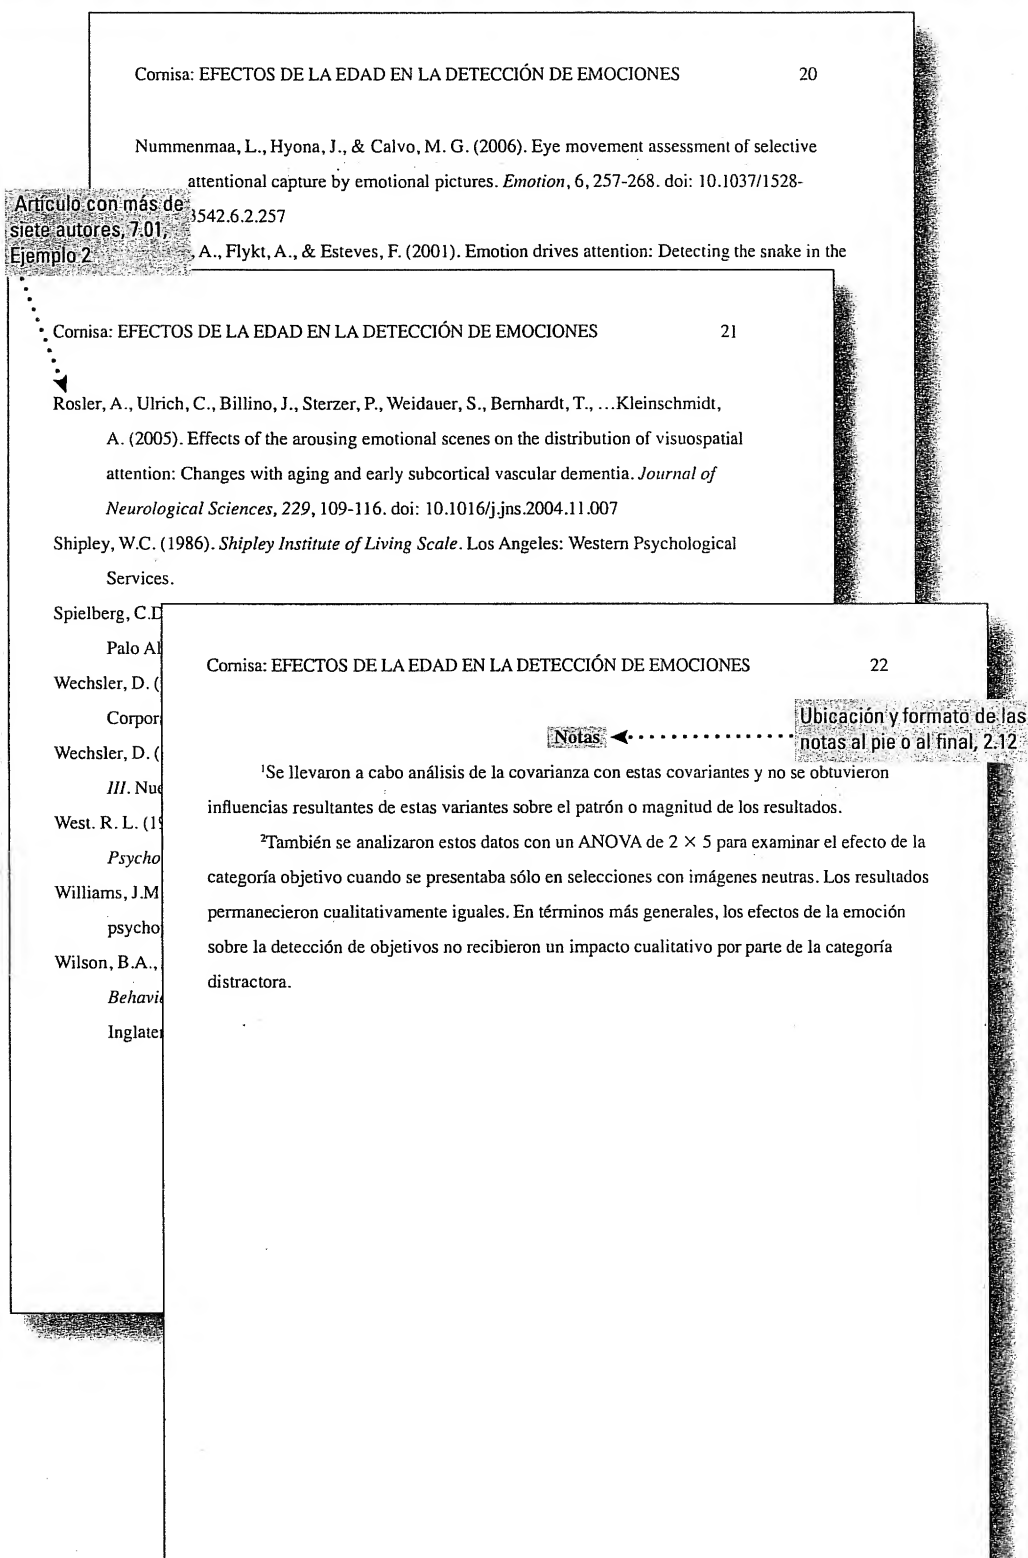 Cornisa: EFECTOS DE LA EDAD EN LA DETECCIÓN DE EMOCIONES 20
Nummenmaa, L., Hyona, J., & Calvo, M. G. (2006). Eye movement assessment of selective
attentional capture by emotional pictures. Emotion, 6, 257-268. doi: 10.1037/1528-
3542.6.2.257
, A., Flykt, A., & Esteves, F. (2001). Emotion drives attention: Detecting the snake in the
Artículo con más de
siete autores, 7.01,
Ejemplo 2
Cornisa: EFECTOS DE LA EDAD EN LA DETECCIÓN DE EMOCIONES 21
Rosler, A., Ulrich, C., Billino, J., Sterzer, P., Weidauer, S., Bernhardt, T., ...Kleinschmidt,
A. (2005). Effects of the arousing emotional scenes on the distribution of visuospatial
attention: Changes with aging and early subcortical vascular dementia. Journal of
Neurological Sciences, 229, 109-116. doi: 10.1016/j.jns.2004.11.007
Shipley, W.C. (1986). Shipley Institute of Living Scale. Los Angeles: Western Psychological
Services.
Spielberg, C.D
Palo Al
Wechsler, D. (
Corpor
Wechsler, D. (
III. Nue
West. R. L. (19
Psycho
Williams, J.M
psycho
Wilson, B.A.,
Behavi
Inglater
Cornisa: EFECTOS DE LA EDAD EN LA DETECCIÓN DE EMOCIONES 22
Notas
Ubicación y formato de las
notas al pie o al final, 2.12
¹Se llevaron a cabo análisis de la covarianza con estas covariantes y no se obtuvieron
influencias resultantes de estas variantes sobre el patrón o magnitud de los resultados.
²También se analizaron estos datos con un ANOVA de 2 × 5 para examinar el efecto de la
categoría objetivo cuando se presentaba sólo en selecciones con imágenes neutras. Los resultados
permanecieron cualitativamente iguales. En términos más generales, los efectos de la emoción
sobre la detección de objetivos no recibieron un impacto cualitativo por parte de la categoría
distractora.